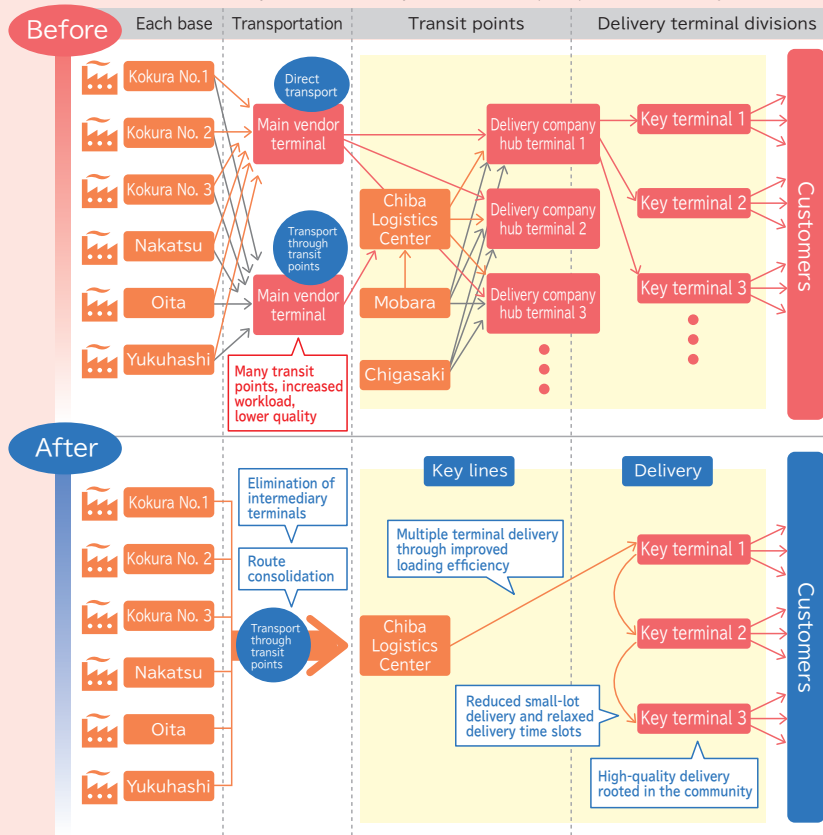 Before
Each base
Transportation
Transit points
Delivery terminal divisions
Kokura No.1
Kokura No. 2
Kokura No. 3
Nakatsu
Oita
Yukuhashi
Direct
transport
Main vendor
terminal
Transport
through
transit
points
Main vendor
terminal
Many transit
points, increased
workload,
lower quality
Chiba
Logistics
Center
Mobara
Chigasaki
Delivery company
hub terminal 1
Delivery company
hub terminal 2
Delivery company
hub terminal 3
Key terminal 1
Key terminal 2
Key terminal 3
Customers
After
Key lines
Delivery
Kokura No.1
Kokura No. 2
Kokura No. 3
Nakatsu
Oita
Yukuhashi
Elimination of
intermediary
terminals
Route
consolidation
Transport
through
transit
points
Multiple terminal delivery
through improved
loading efficiency
Chiba
Logistics
Center
Reduced small-lot
delivery and relaxed
delivery time slots
Key terminal 1
Key terminal 2
Key terminal 3
High-quality delivery
rooted in the community
Customers